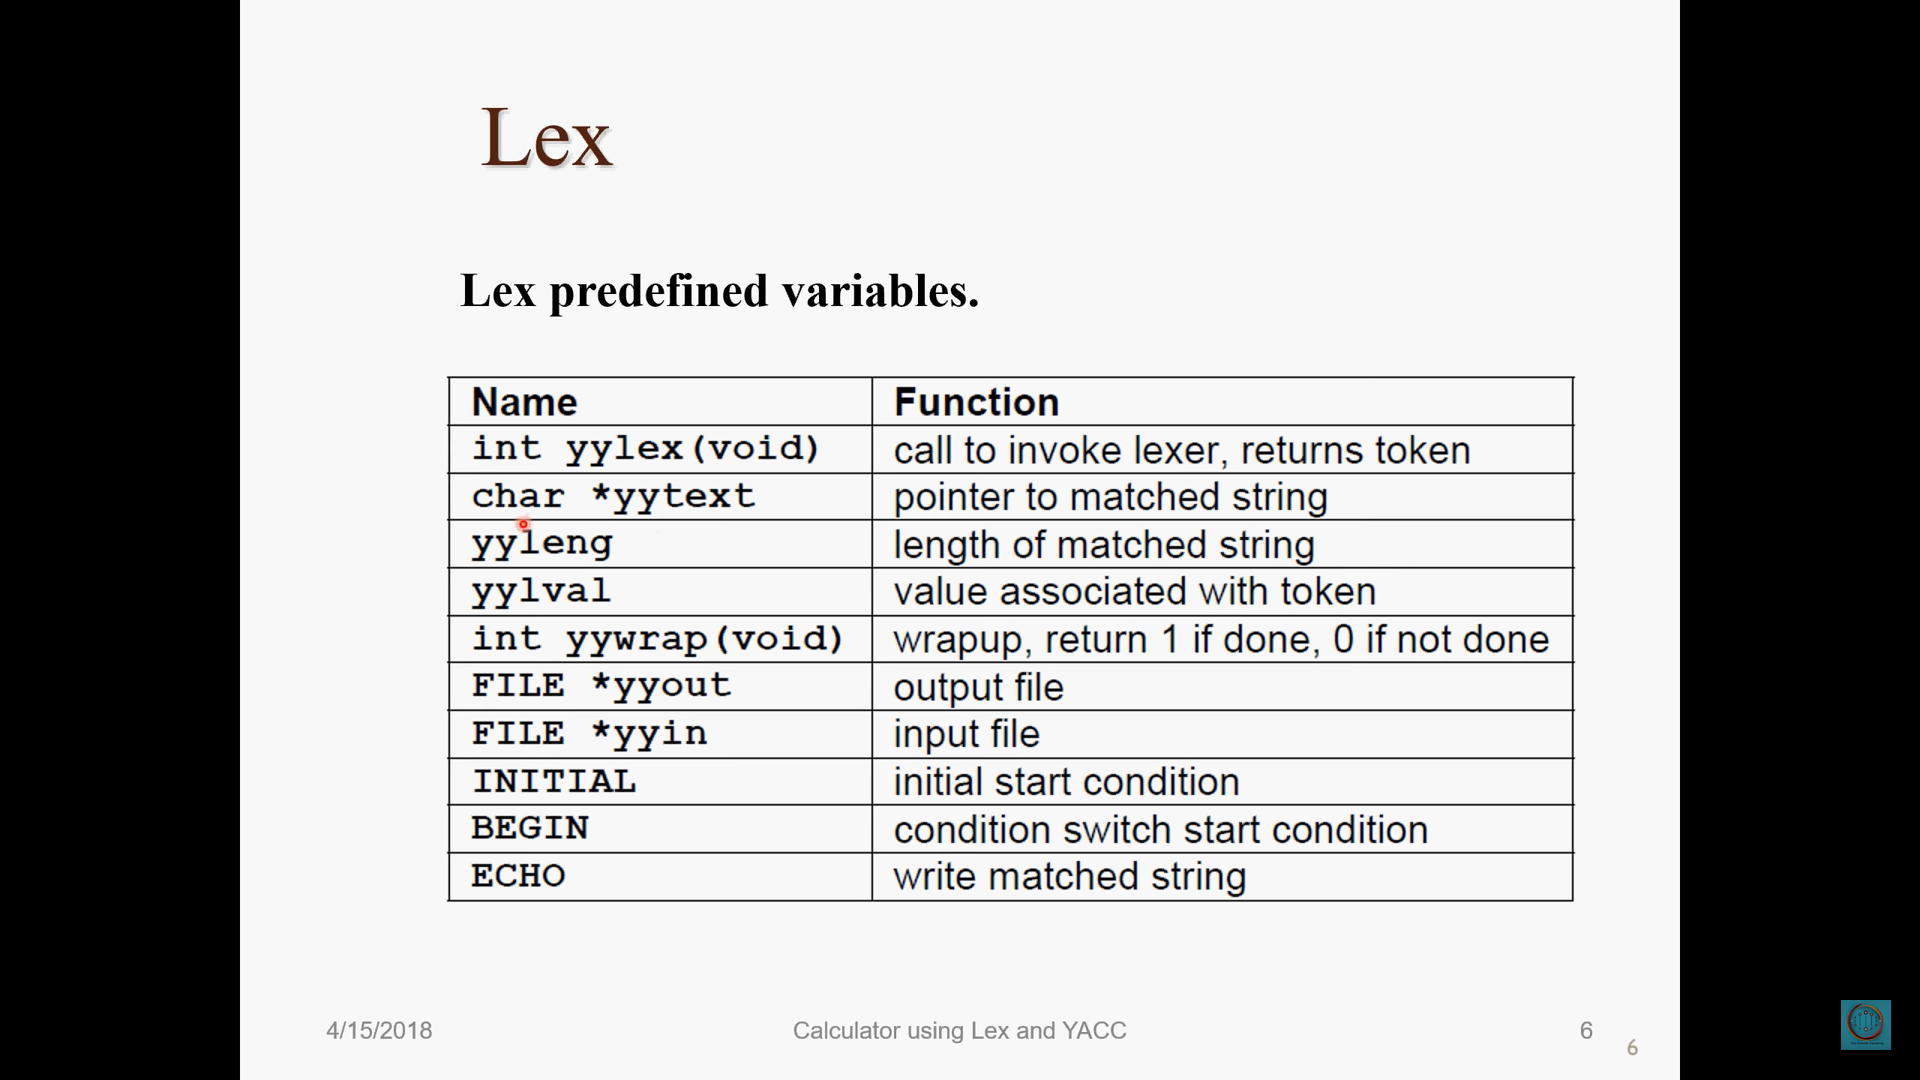 Lex
Lex predefined variables.
Name Function
int yylex(void) call to invoke lexer, returns token
char *yytext pointer to matched string
yyleng length of matched string
yylval value associated with token
int yywrap(void) wrapup, return 1 if done, 0 if not done
FILE *yyout output file
FILE *yyin input file
INITIAL initial start condition
BEGIN condition switch start condition
ECHO write matched string
4/15/2018 Calculator using Lex and YACC 6
6